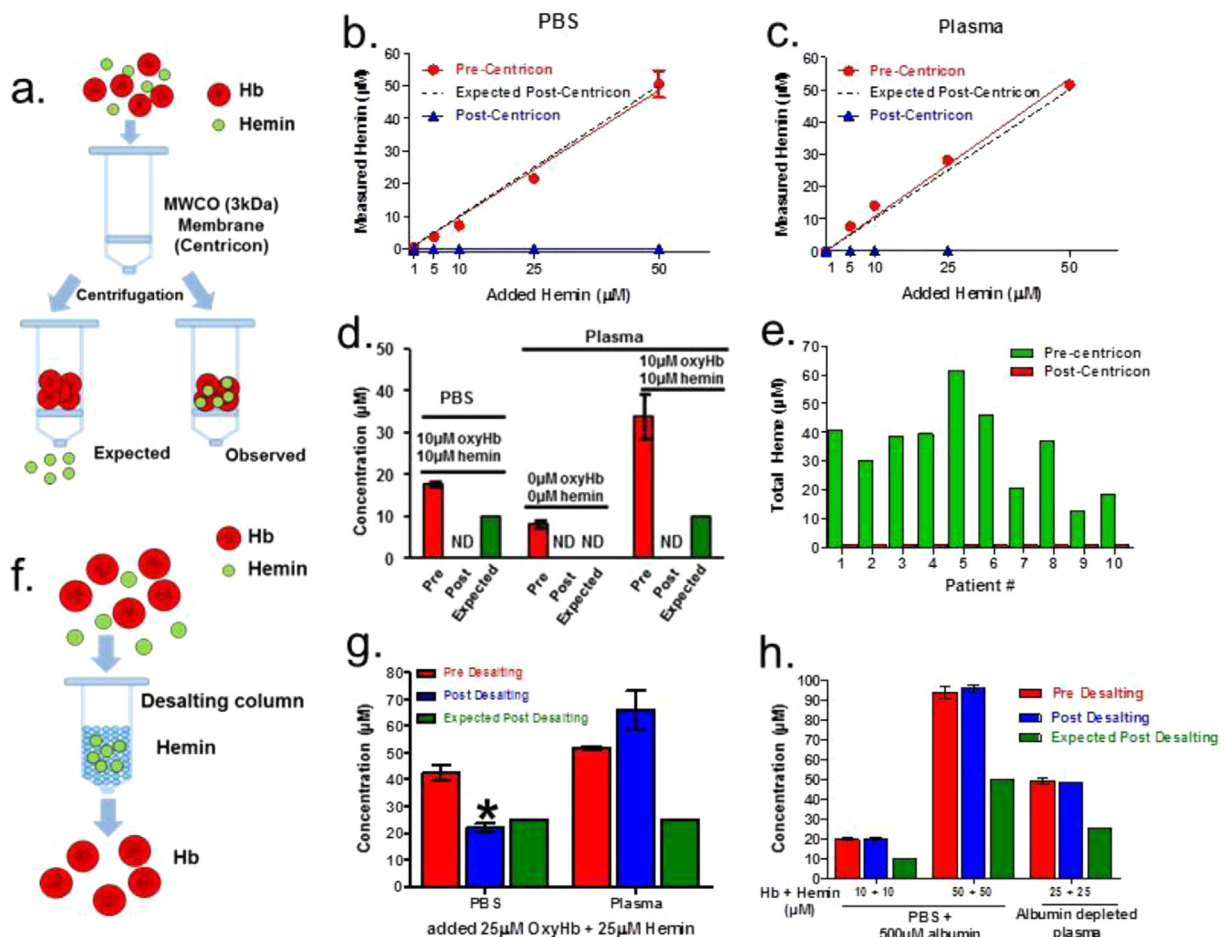 a.
Hb
Hemin
MWCO (3kDa)
Membrane
(Centricon)
Centrifugation
Expected
Observed
b.
PBS
Pre-Centricon
Expected Post-Centricon
Post-Centricon
Measured Hemin (µM)
60
50
40
30
20
10
0
1 5 10 25 50
Added Hemin (µM)
c.
Plasma
Pre-Centricon
Expected Post-Centricon
Post-Centricon
Measured Hemin (µM)
60
50
40
30
20
10
0
1 5 10 25 50
Added Hemin (µM)
d.
Plasma
PBS
10µM oxyHb
10µM hemin
0µM oxyHb
0µM hemin
10µM oxyHb
10µM hemin
Concentration (µM)
50
40
30
20
10
0
ND
ND ND
ND
Pre Post Expected Pre Post Expected Pre Post Expected
e.
Pre-centricon
Post-Centricon
Total Heme (µM)
70
60
50
40
30
20
10
0
1 2 3 4 5 6 7 8 9 10
Patient #
f.
Hb
Hemin
Desalting column
Hemin
Hb
g.
Pre Desalting
Post Desalting
Expected Post Desalting
Concentration (µM)
80
70
60
50
40
30
20
10
0
*
PBS Plasma
added 25µM OxyHb + 25µM Hemin
h.
Pre Desalting
Post Desalting
Expected Post Desalting
Concentration (µM)
100
90
80
70
60
50
40
30
20
10
0
Hb + Hemin
(µM)
10 + 10 50 + 50 25 + 25
PBS +
500µM albumin
Albumin depleted
plasma